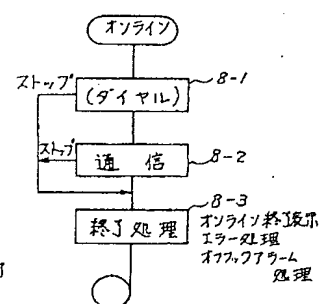 オンライン
ストップ
(ダイヤル)
8-1
ストップ
通信
8-2
8-3
終了処理
オンライン終了表示
エラー処理
オフフックアラーム
処理